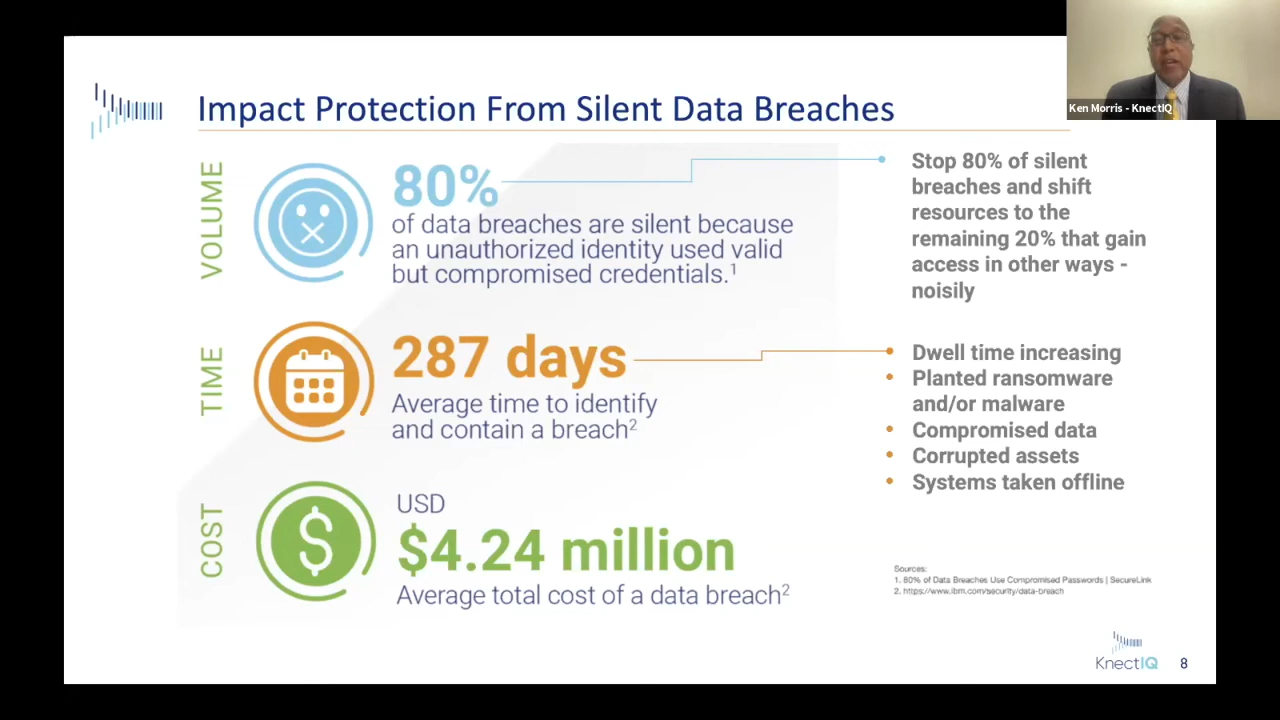 Impact Protection From Silent Data Breaches
Ken Morris - KnectIQ
VOLUME
80%
of data breaches are silent because
an unauthorized identity used valid
but compromised credentials.1
Stop 80% of silent
breaches and shift
resources to the
remaining 20% that gain
access in other ways -
noisily
TIME
287 days
Average time to identify
and contain a breach2
• Dwell time increasing
• Planted ransomware
and/or malware
• Compromised data
• Corrupted assets
• Systems taken offline
COST
USD
$4.24 million
Average total cost of a data breach2
Sources:
1. 80% of Data Breaches Use Compromised Passwords | SecureLink
2. https://www.ibm.com/security/data-breach
KnectIQ
8